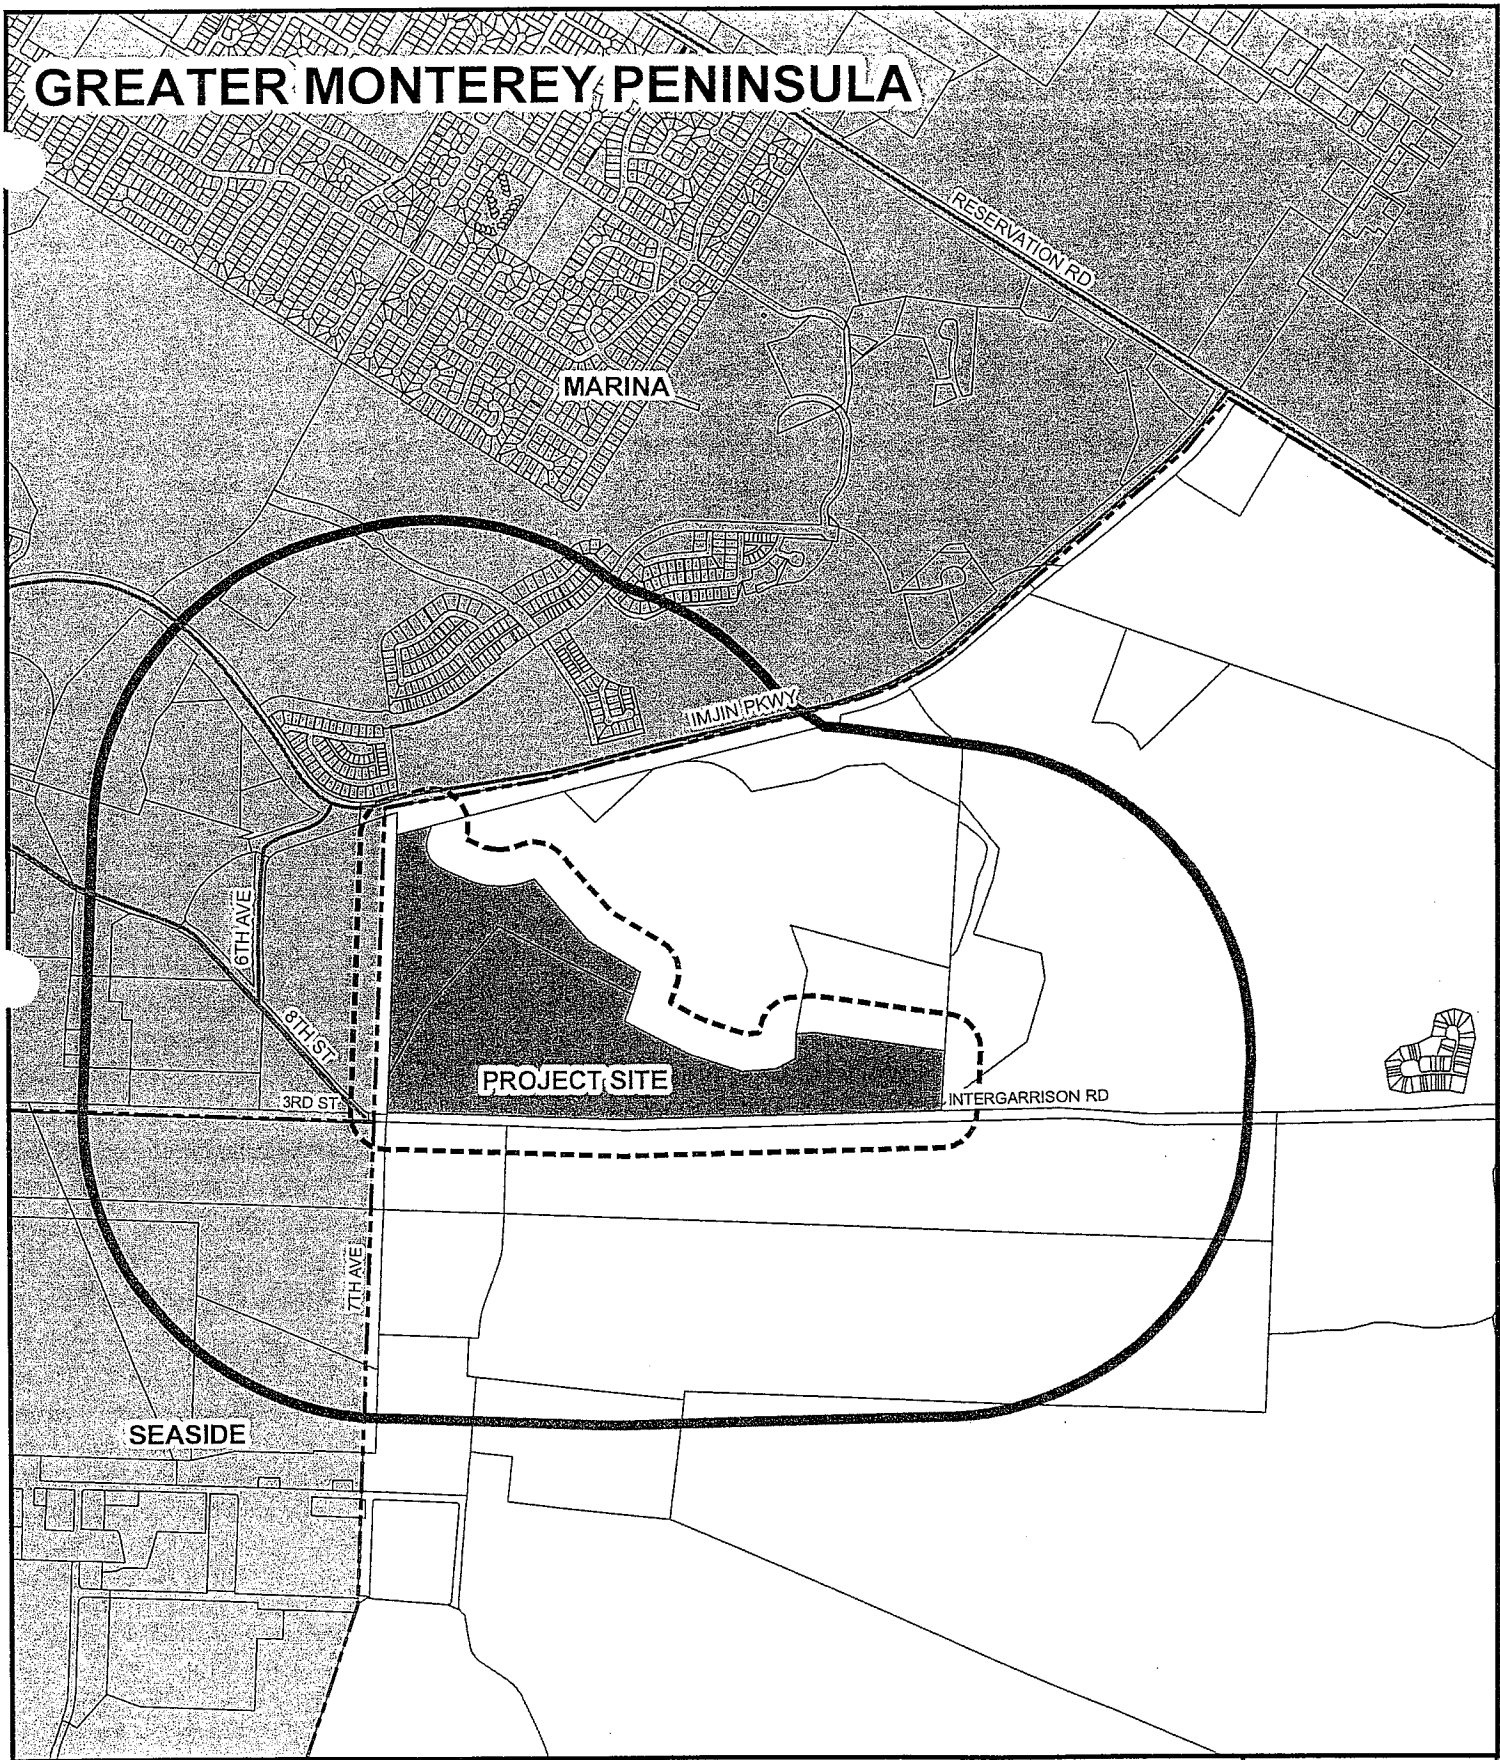 GREATER MONTEREY PENINSULA
RESERVATION RD
MARINA
IMJIN PKWY
6TH AVE
8TH ST
PROJECT SITE
3RD ST
INTERGARRISON RD
7TH AVE
SEASIDE